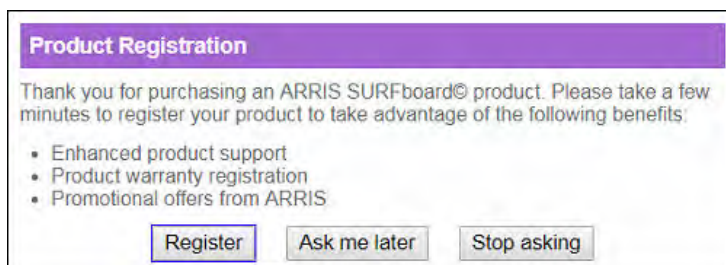 Product Registration
Thank you for purchasing an ARRIS SURFboard© product. Please take a few
minutes to register your product to take advantage of the following benefits:
• Enhanced product support
• Product warranty registration
• Promotional offers from ARRIS
Register Ask me later Stop asking